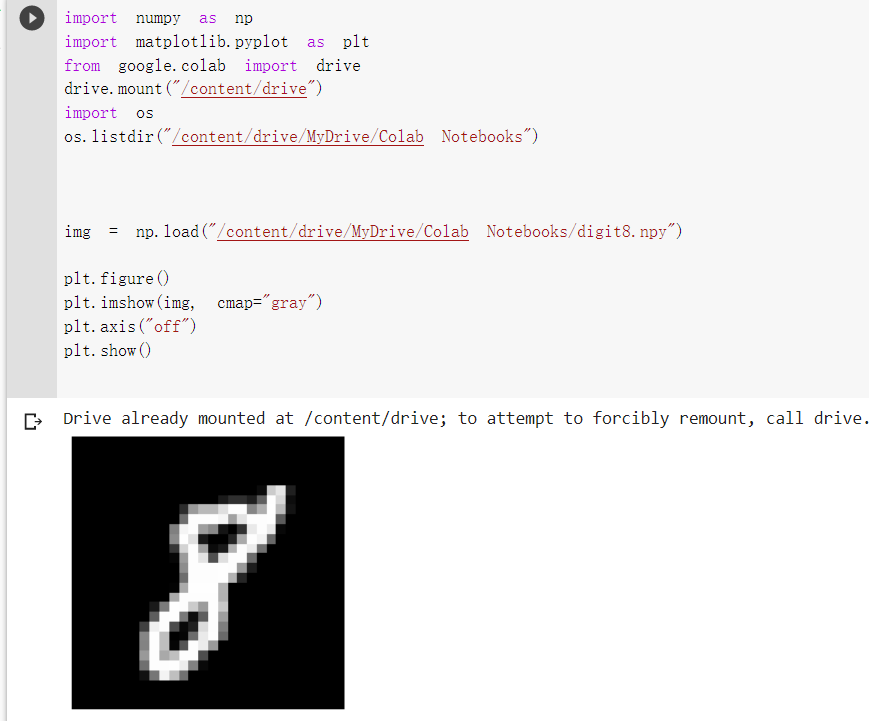 import numpy as np
import matplotlib.pyplot as plt
from google.colab import drive
drive.mount("/content/drive")
import os
os.listdir("/content/drive/MyDrive/Colab Notebooks")
img = np.load("/content/drive/MyDrive/Colab Notebooks/digit8.npy")
plt.figure()
plt.imshow(img, cmap="gray")
plt.axis("off")
plt.show()
Drive already mounted at /content/drive; to attempt to forcibly remount, call drive.
8